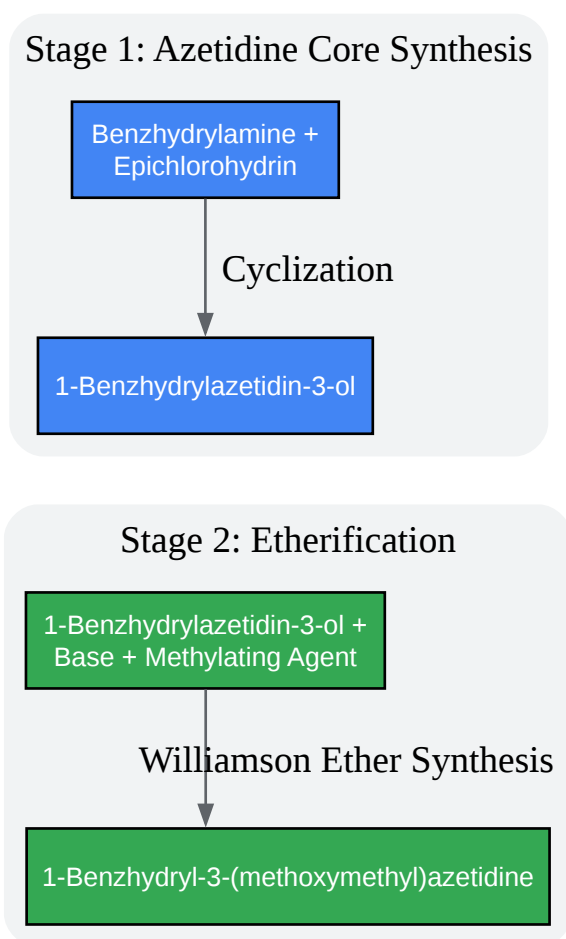 Stage 1: Azetidine Core Synthesis
Benzhydrylamine +
Epichlorohydrin
Cyclization
1-Benzhydrylazetidin-3-ol
Stage 2: Etherification
1-Benzhydrylazetidin-3-ol +
Base + Methylating Agent
Williamson Ether Synthesis
1-Benzhydryl-3-(methoxymethyl)azetidine